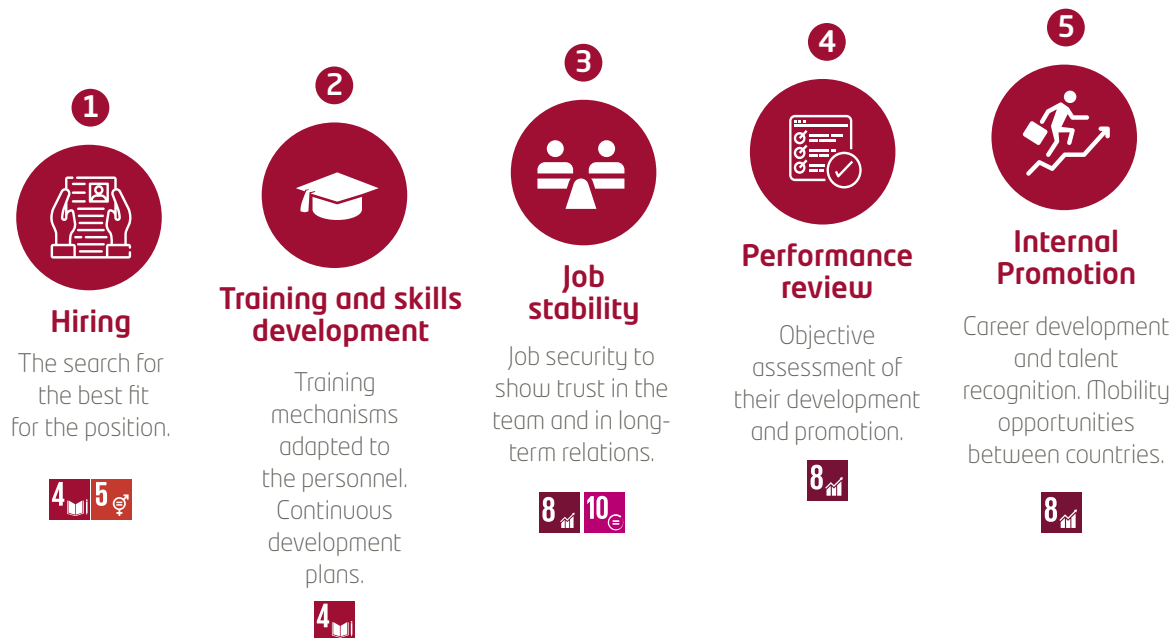 1
Hiring
The search for
the best fit
for the position.
4 5
2
Training and skills
development
Training
mechanisms
adapted to
the personnel.
Continuous
development
plans.
4
3
Job
stability
Job security to
show trust in the
team and in long-
term relations.
8 10
4
Performance
review
Objective
assessment of
their development
and promotion.
8
5
Internal
Promotion
Career development
and talent
recognition. Mobility
opportunities
between countries.
8